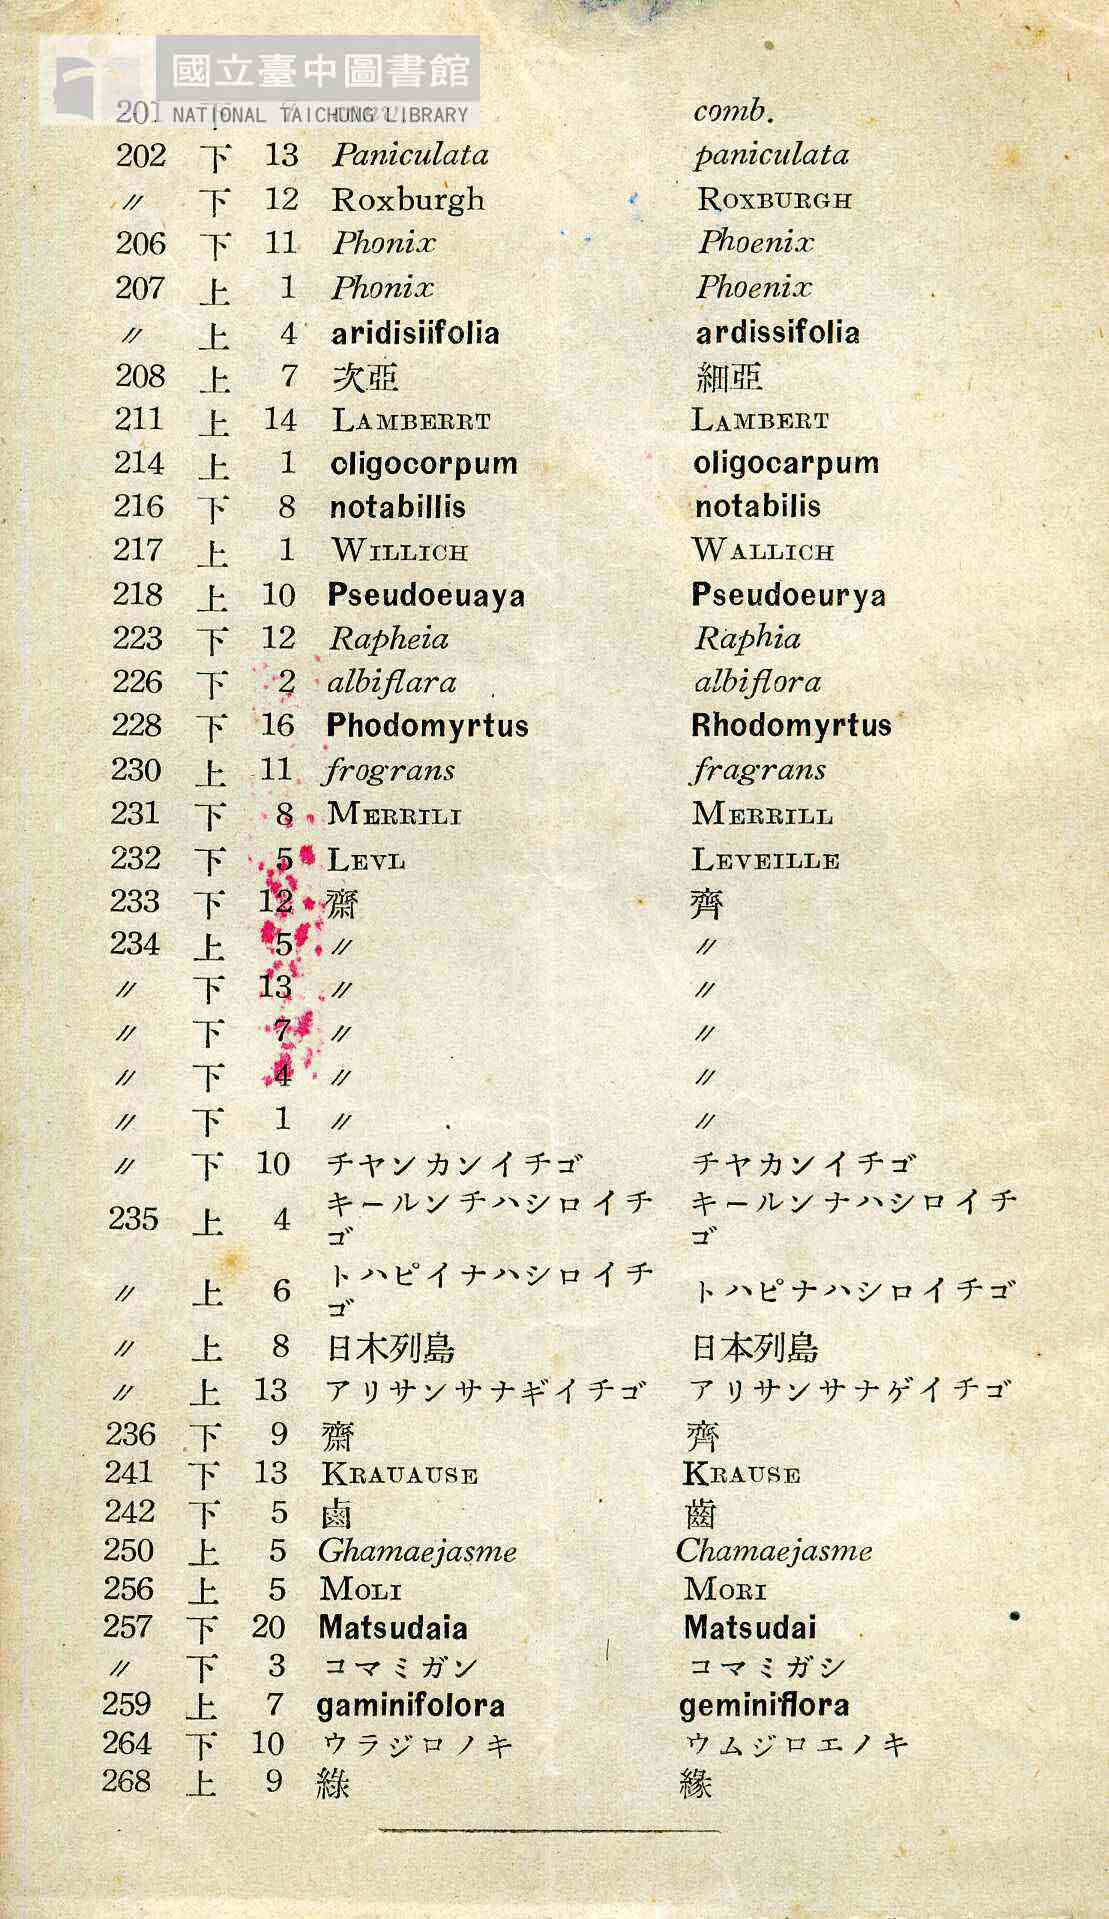 國立臺中圖書館
NATIONAL TAICHUNG LIBRARY
201 下 comb.
202 下 13 Paniculata paniculata
〃 下 12 Roxburgh ROXBURGH
206 下 11 Phonix Phoenix
207 上 1 Phonix Phoenix
〃 上 4 aridisiifolia ardissifolia
208 上 7 次亞 細亞
211 上 14 LAMBERRT LAMBERT
214 上 1 oligocorpum oligocarpum
216 下 8 notabillis notabilis
217 上 1 WILLICH WALLICH
218 上 10 Pseudoeuaya Pseudoeurya
223 下 12 Rapheia Raphia
226 下 2 albiflara albiflora
228 下 16 Phodomyrtus Rhodomyrtus
230 上 11 frograns fragrans
231 下 8 MERRILI MERRILL
232 下 5 LEVL LEVEILLE
233 下 12 齋 齊
234 上 5 〃 〃
〃 下 13 〃 〃
〃 下 7 〃 〃
〃 下 4 〃 〃
〃 下 1 〃 〃
〃 下 10 チヤンカンイチゴ チヤカンイチゴ
235 上 4 キールンチハシロイチゴ キールンナハシロイチゴ
〃 上 6 トハピイナハシロイチゴ トハピナハシロイチゴ
〃 上 8 日木列島 日本列島
〃 上 13 アリサンサナギイチゴ アリサンサナゲイチゴ
236 下 9 齋 齊
241 下 13 KRAUAUSE KRAUSE
242 下 5 鹵 齒
250 上 5 Ghamaejasme Chamaejasme
256 上 5 MOLI MORI
257 下 20 Matsudaia Matsudai
〃 下 3 コマミガン コマミガシ
259 上 7 gaminifolora geminiflora
264 下 10 ウラジロノキ ウムジロエノキ
268 上 9 綠 緣